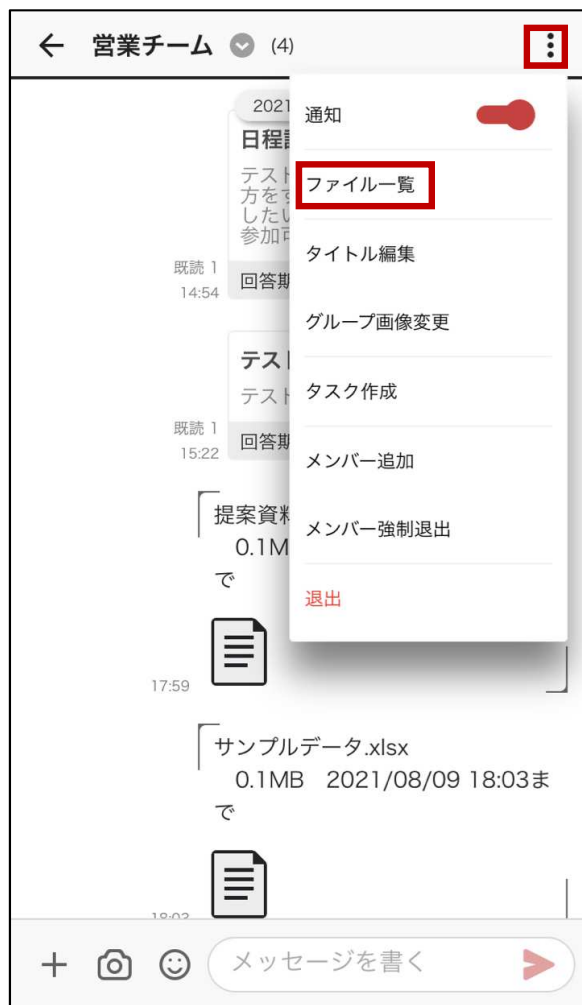 営業チーム (4)
通知
ファイル一覧
タイトル編集
グループ画像変更
タスク作成
メンバー追加
メンバー強制退出
退出
2021
日程
テスト
方をす
したい
参加可
既読 1
14:54
回答期
テスト
テスト
既読 1
15:22
回答期
提案資料
0.1M
で
17:59
サンプルデータ.xlsx
0.1MB 2021/08/09 18:03ま
で
18:03
メッセージを書く